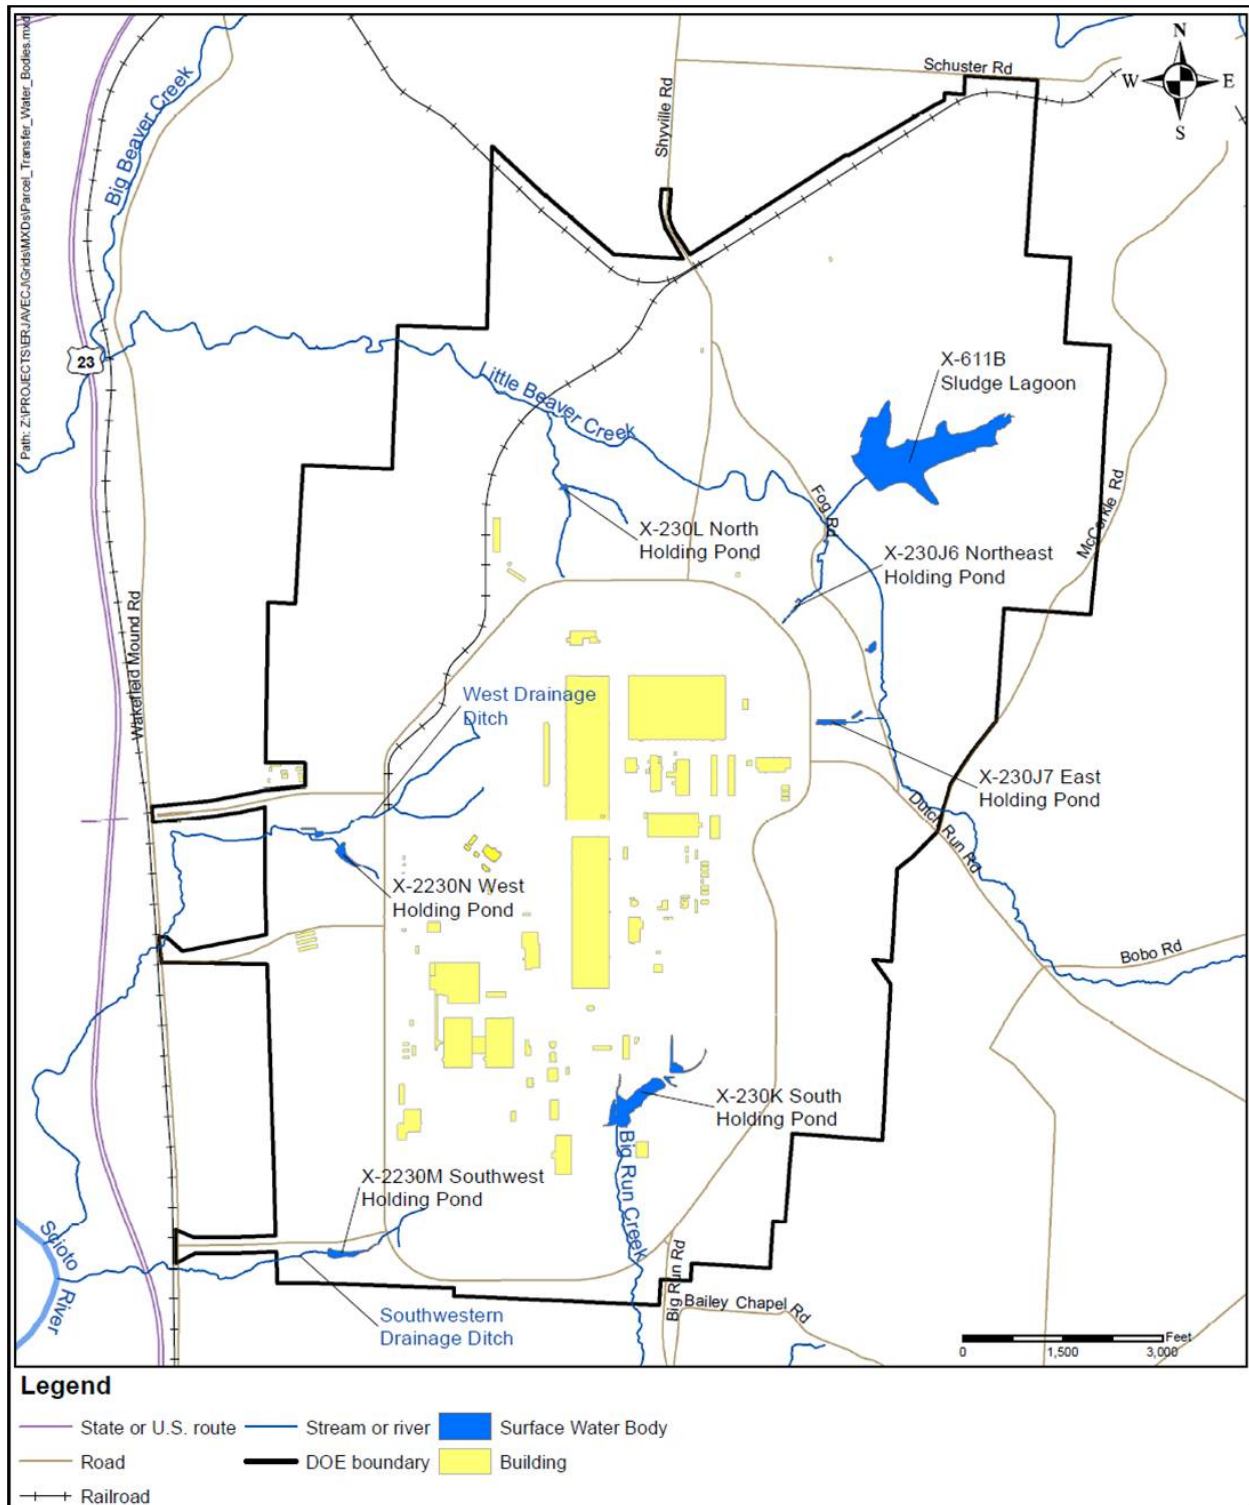 Path: Z:\PROJECTS\ERJAVECJ\Grids\MXDs\Parcel_Transfer_Water_Bodies.mxd
N
W
E
S
Schuster Rd
Shyville Rd
Big Beaver Creek
23
Little Beaver Creek
X-611B
Sludge Lagoon
Fog Rd
McCorkle Rd
X-230L North
Holding Pond
X-230J6 Northeast
Holding Pond
Wakefield Mound Rd
West Drainage
Ditch
X-230J7 East
Holding Pond
Dutch Run Rd
X-2230N West
Holding Pond
Bobo Rd
X-230K South
Holding Pond
Big Run Creek
X-2230M Southwest
Holding Pond
Scioto
River
Big Run Rd
Bailey Chapel Rd
Southwestern
Drainage Ditch
Feet
0 1,500 3,000
Legend
State or U.S. route
Stream or river
Surface Water Body
Road
DOE boundary
Building
Railroad